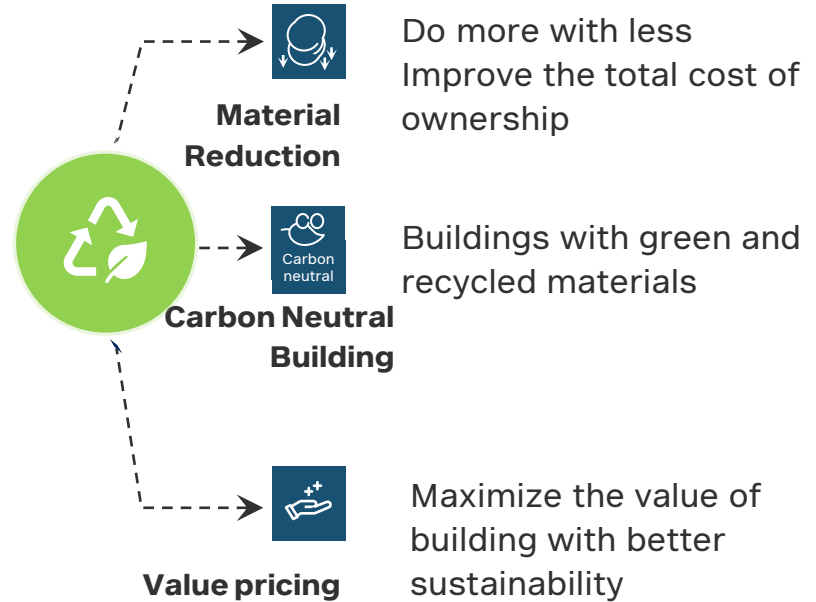 Do more with less
Improve the total cost of
ownership
Material
Reduction
Carbon
neutral
Buildings with green and
recycled materials
Carbon Neutral
Building
Maximize the value of
building with better
sustainability
Value pricing